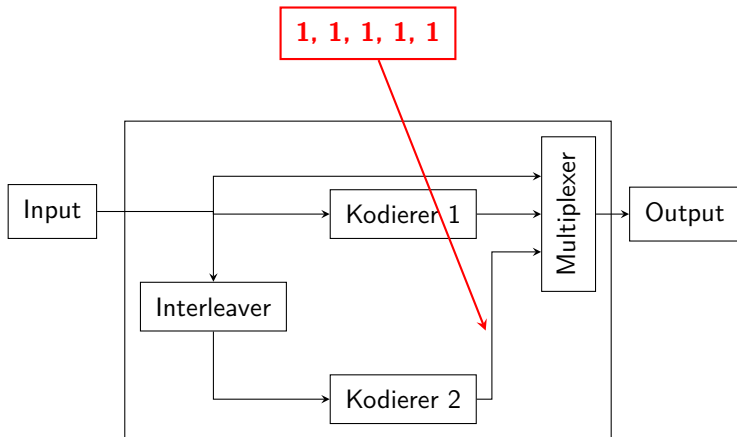 1, 1, 1, 1, 1
Input
Kodierer 1
Multiplexer
Output
Interleaver
Kodierer 2